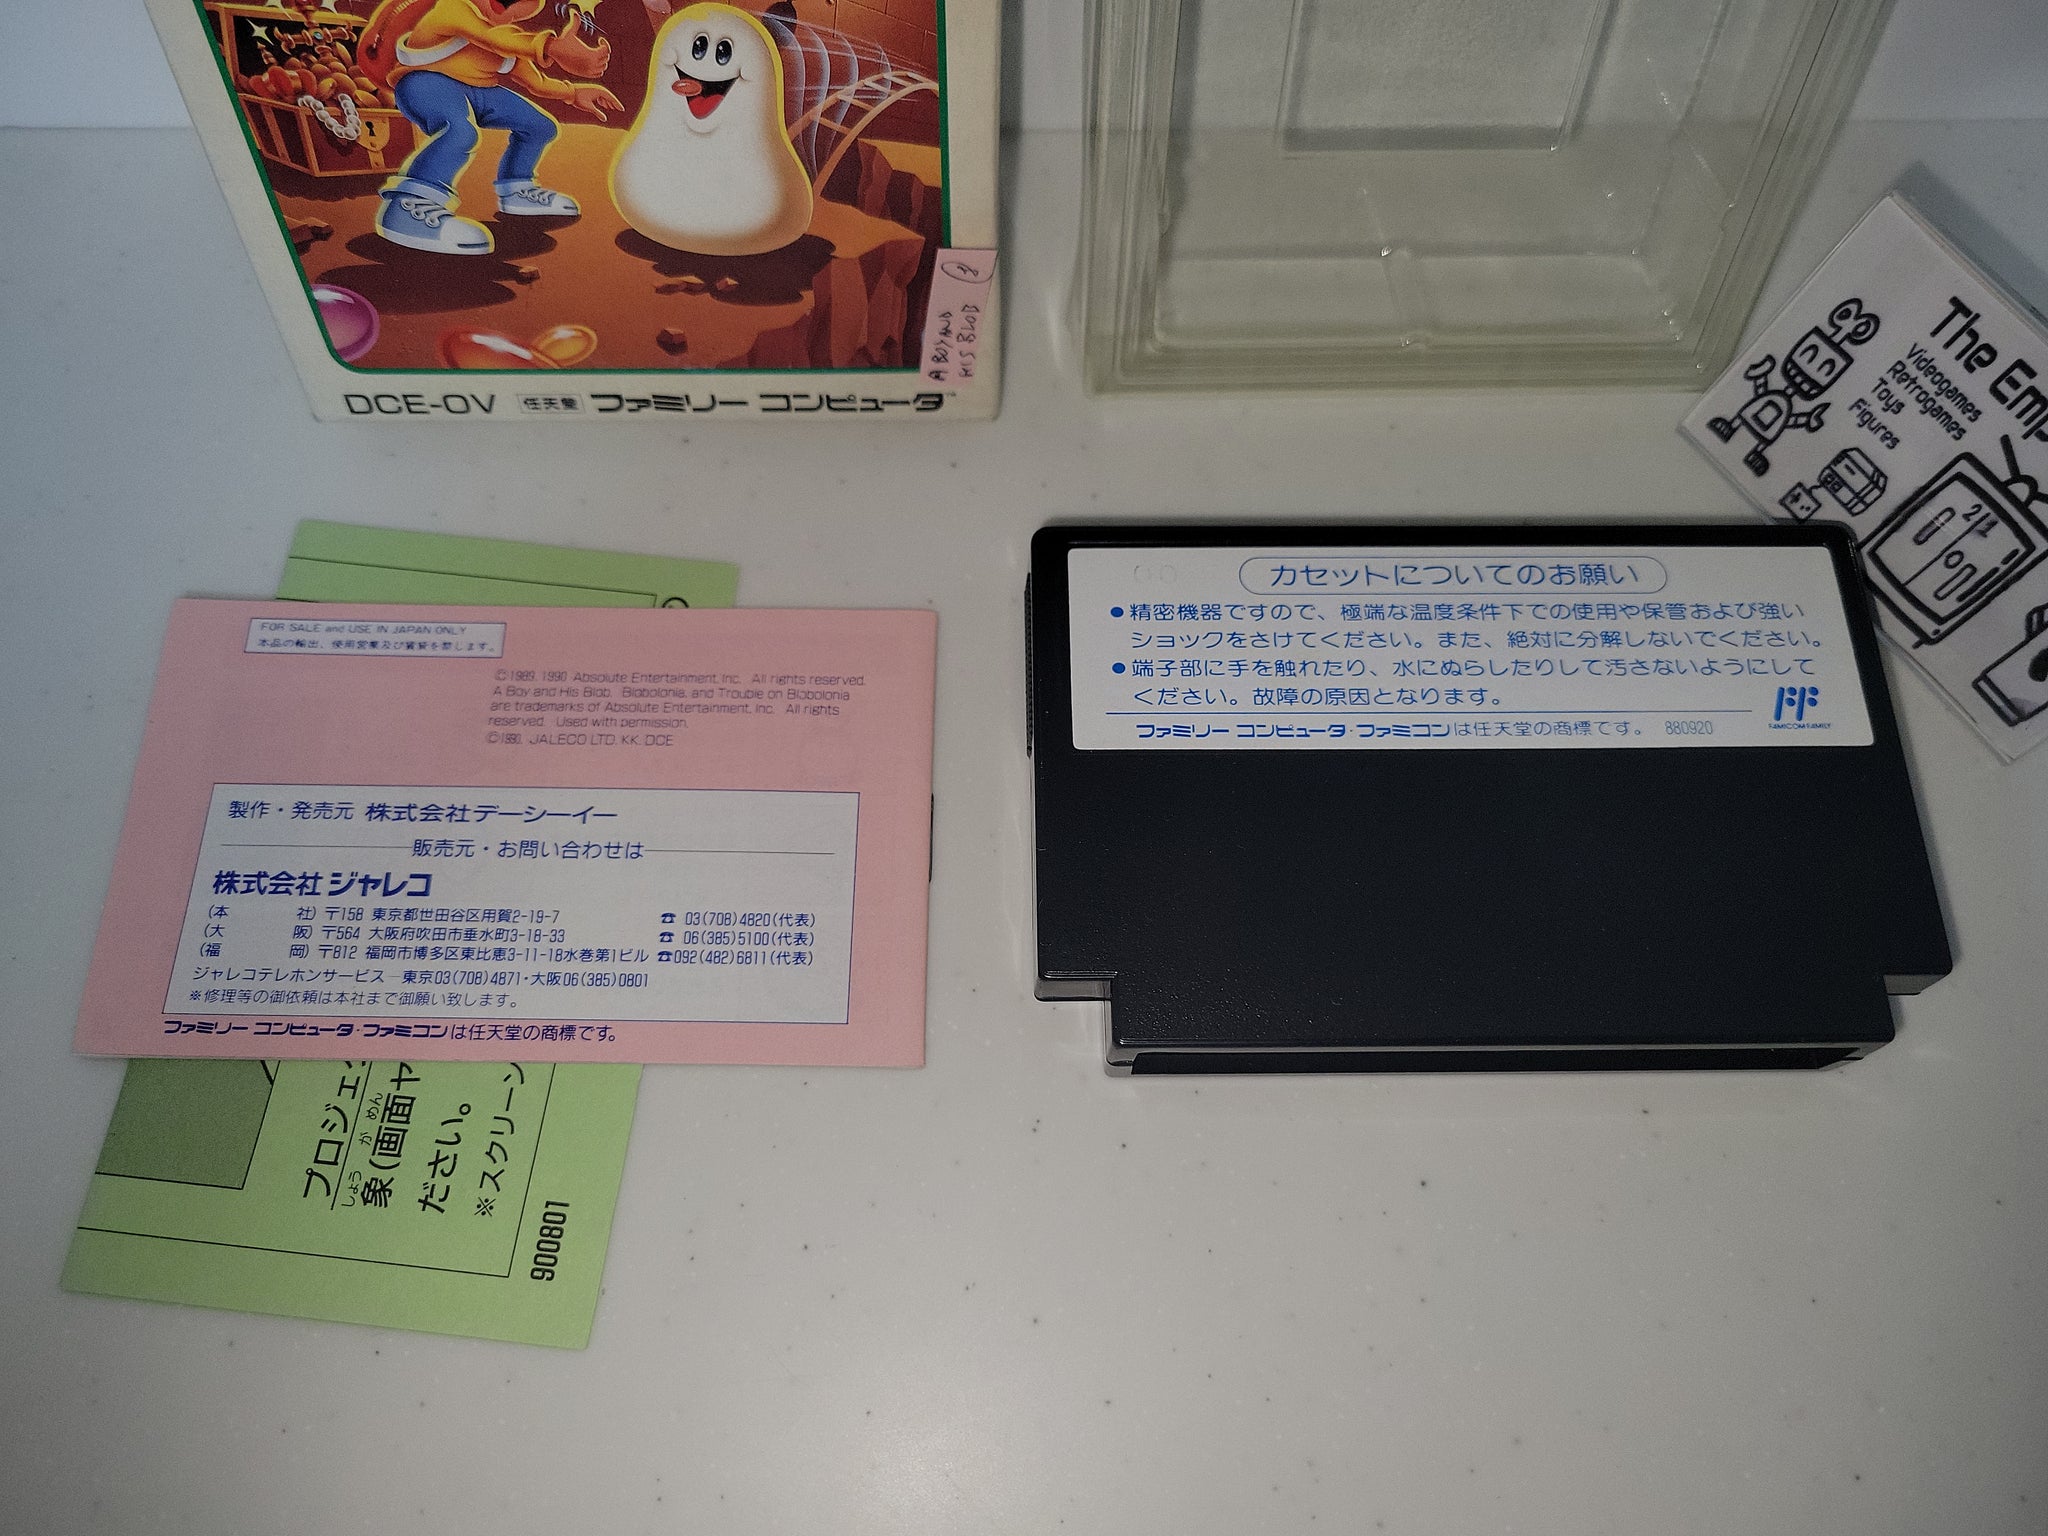 DCE-OV 任天堂 ファミリー コンピュータ
A BOY AND
HIS BLOB
8
The Emp
Videogames
Retrogames
Toys
Figures
FOR SALE and USE IN JAPAN ONLY
本品の輸出、使用営業及び賃貸を禁じます。
©1989, 1990 Absolute Entertainment, Inc. All rights reserved.
A Boy and His Blob, Blobolonia, and Trouble on Blobolonia
are trademarks of Absolute Entertainment, Inc. All rights
reserved. Used with permission.
©1990, JALECO LTD, KK. DCE
製作・発売元 株式会社デーシーイー
販売元・お問い合わせは
株式会社 ジャレコ
(本 社) 〒158 東京都世田谷区用賀2-19-7 ☎ 03(708)4820(代表)
(大 阪) 〒564 大阪府吹田市垂水町3-18-33 ☎ 06(385)5100(代表)
(福 岡) 〒812 福岡市博多区東比恵3-11-18水巻第1ビル ☎092(482)6811(代表)
ジャレコテレホンサービス―東京03(708)4871・大阪06(385)0801
※修理等の御依頼は本社まで御願い致します。
ファミリー コンピュータ・ファミコンは任天堂の商標です。
プロジェ
象(画面ヤ
しょう が めん
ださい。
※スクリーン
900801
カセットについてのお願い
●精密機器ですので、極端な温度条件下での使用や保管および強い
ショックをさけてください。また、絶対に分解しないでください。
●端子部に手を触れたり、水にぬらしたりして汚さないようにして
ください。故障の原因となります。
FF
FAMICOM FAMILY
ファミリー コンピュータ・ファミコンは任天堂の商標です。 880920